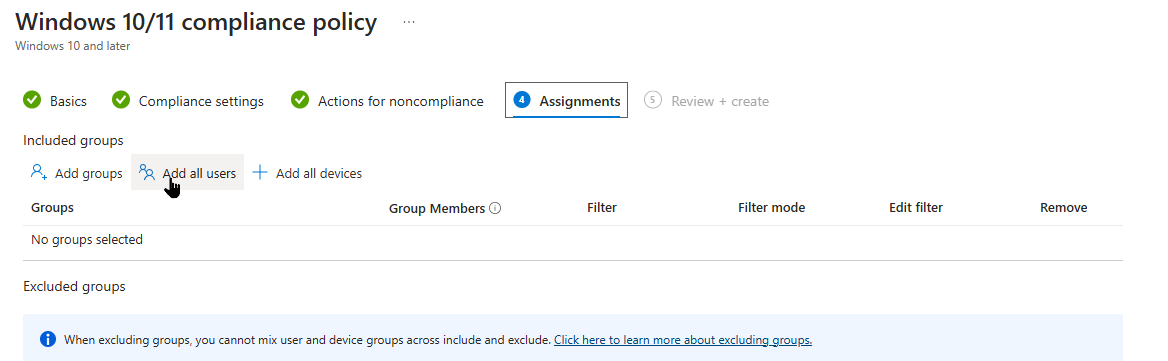 Windows 10/11 compliance policy ...
Windows 10 and later
Basics Compliance settings Actions for noncompliance 4 Assignments 5 Review + create
Included groups
Add groups Add all users Add all devices
Groups Group Members Filter Filter mode Edit filter Remove
No groups selected
Excluded groups
When excluding groups, you cannot mix user and device groups across include and exclude. Click here to learn more about excluding groups.